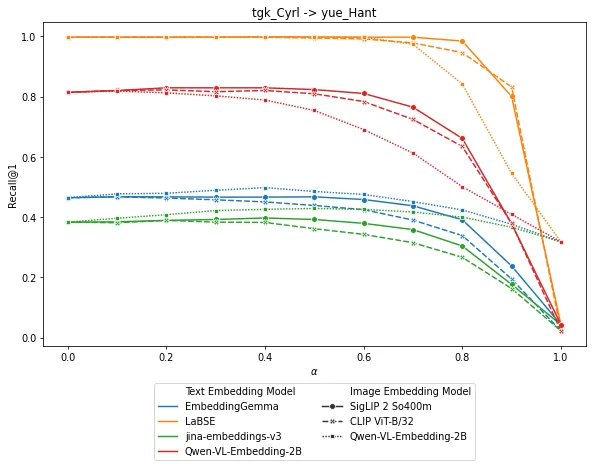 tgk_Cyrl -> yue_Hant
1.0
0.8
0.6
0.4
0.2
0.0
Recall@1
0.0 0.2 0.4 0.6 0.8 1.0
α
Text Embedding Model
EmbeddingGemma
LaBSE
jina-embeddings-v3
Qwen-VL-Embedding-2B
Image Embedding Model
SigLIP 2 So400m
CLIP ViT-B/32
Qwen-VL-Embedding-2B